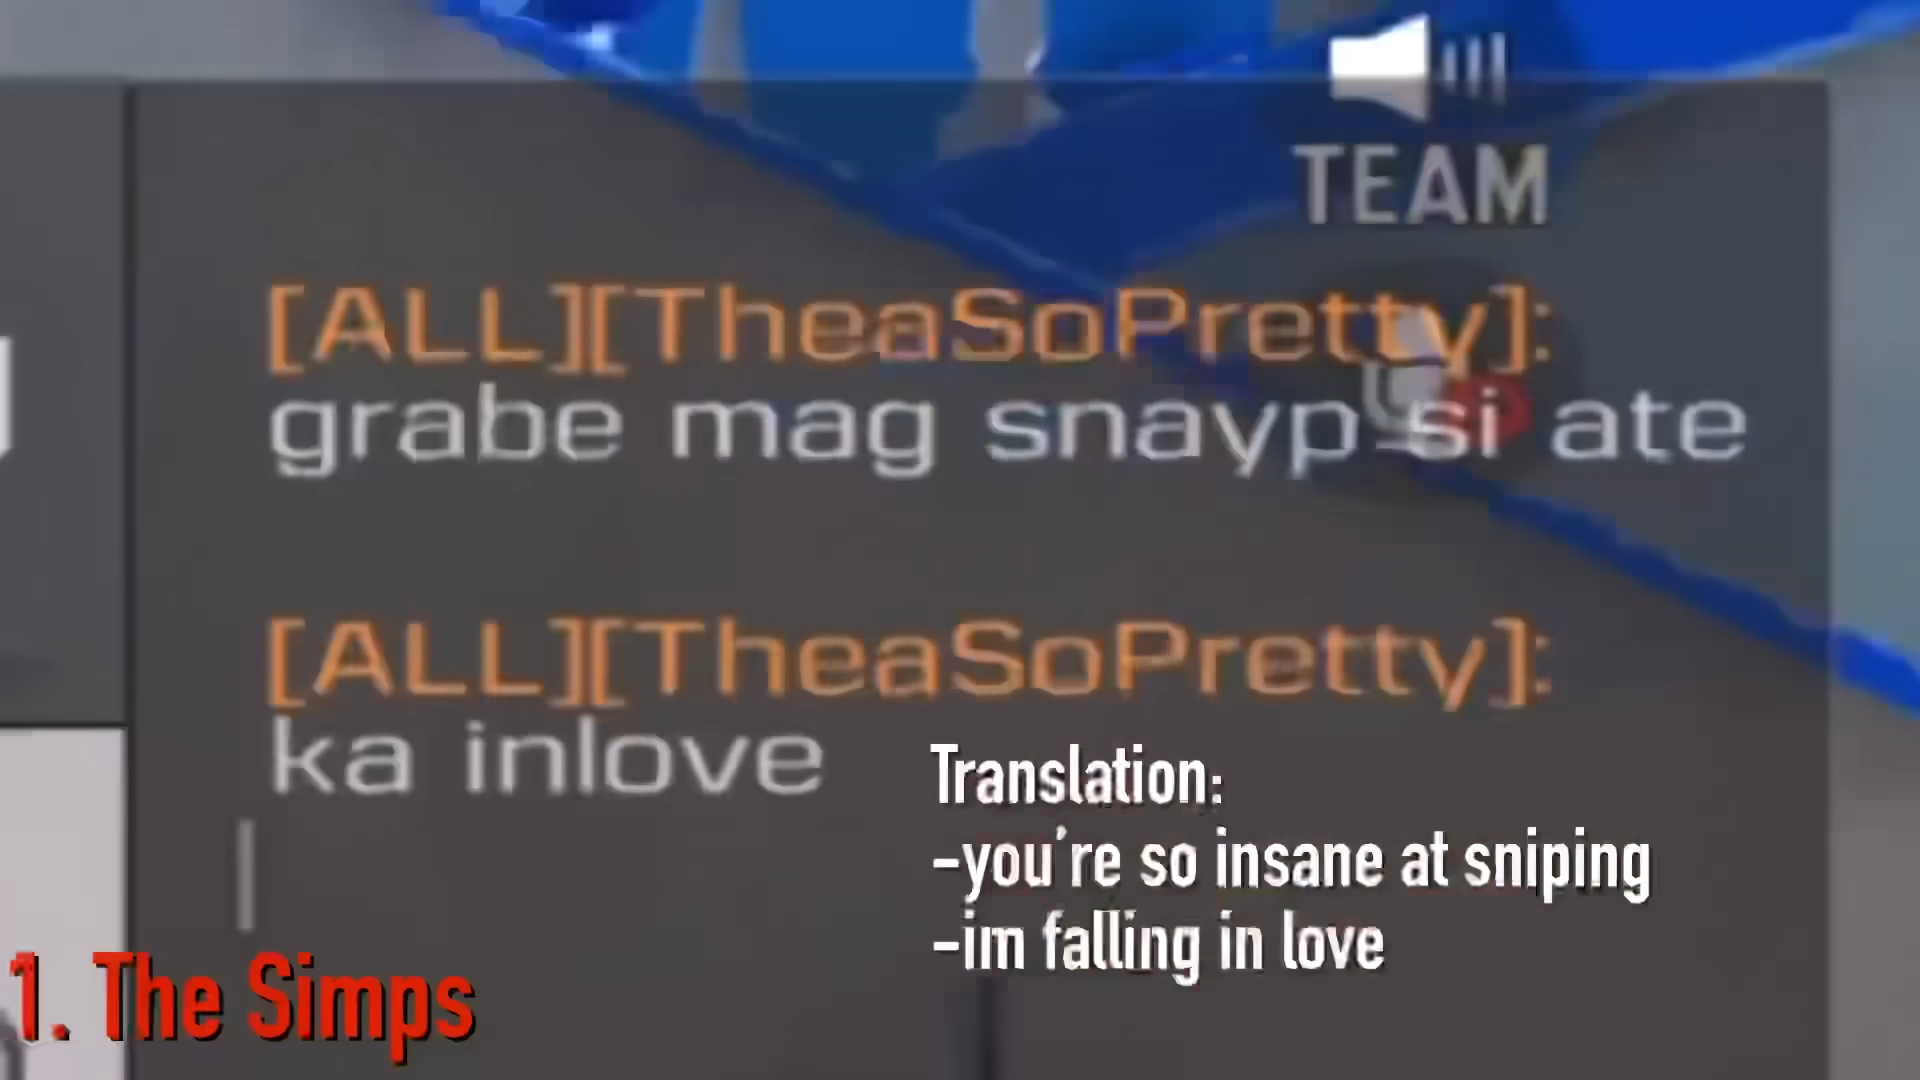 TEAM
[ALL][TheaSoPretty]:
grabe mag snayp si ate
[ALL][TheaSoPretty]:
ka inlove
Translation:
-you're so insane at sniping
-im falling in love
1. The Simps